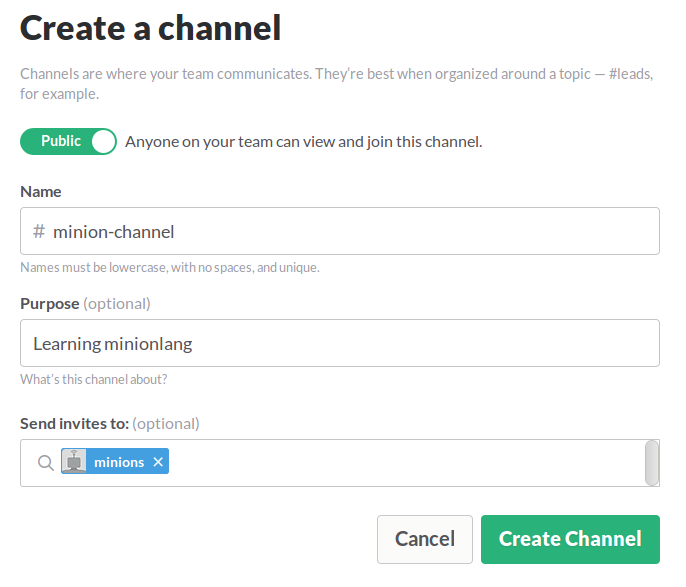 Create a channel
Channels are where your team communicates. They're best when organized around a topic — #leads,
for example.
Public Anyone on your team can view and join this channel.
Name
# minion-channel
Names must be lowercase, with no spaces, and unique.
Purpose (optional)
Learning minionlang
What's this channel about?
Send invites to: (optional)
minions ×
Cancel Create Channel